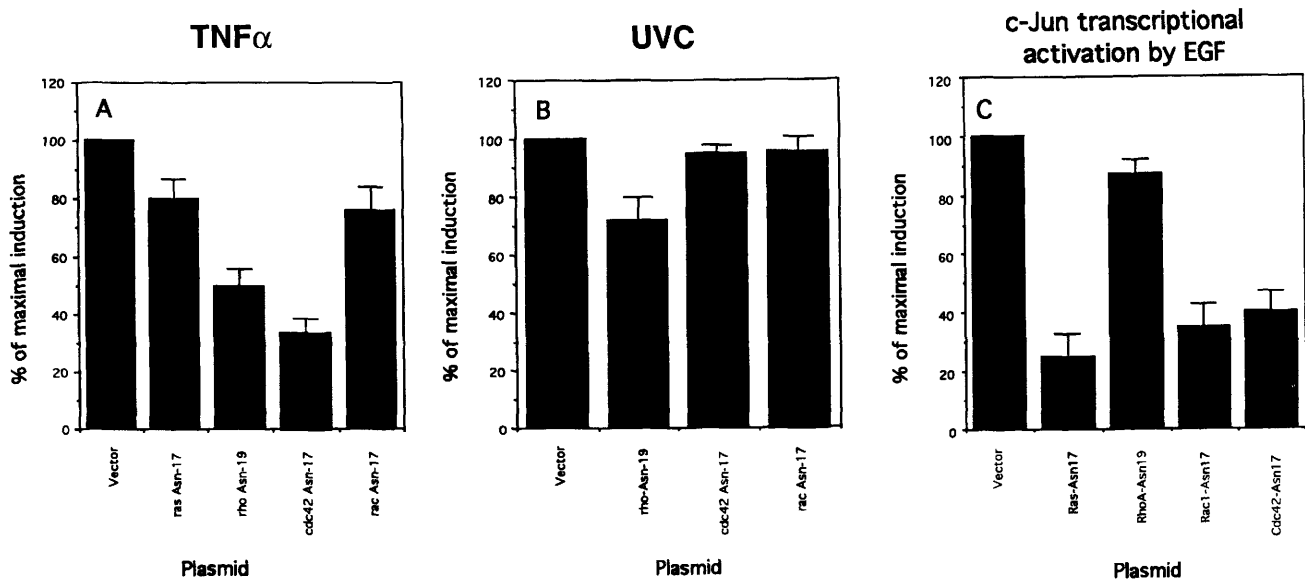 TNFα
A
% of maximal induction
120
100
80
60
40
20
0
Vector
ras Asn-17
rho Asn-19
cdc42 Asn-17
rac Asn-17
Plasmid
UVC
B
% of maximal induction
120
100
80
60
40
20
0
Vector
rho-Asn-19
cdc42 Asn-17
rac Asn-17
Plasmid
c-Jun transcriptional
activation by EGF
C
% of maximal induction
120
100
80
60
40
20
0
Vector
Ras-Asn17
RhoA-Asn19
Rac1-Asn17
Cdc42-Asn17
Plasmid